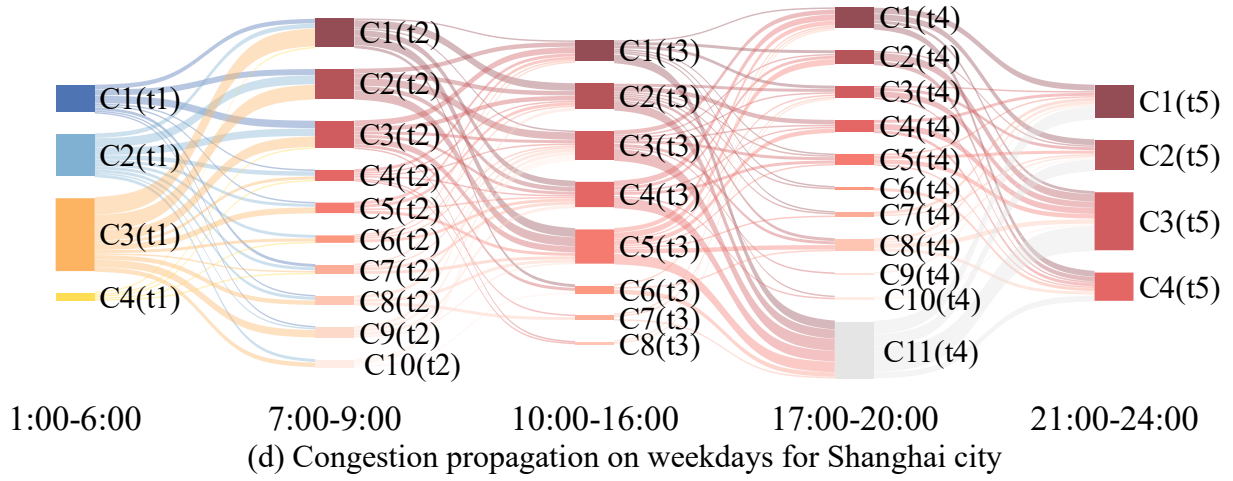 C1(t1)
C2(t1)
C3(t1)
C4(t1)
C1(t2)
C2(t2)
C3(t2)
C4(t2)
C5(t2)
C6(t2)
C7(t2)
C8(t2)
C9(t2)
C10(t2)
C1(t3)
C2(t3)
C3(t3)
C4(t3)
C5(t3)
C6(t3)
C7(t3)
C8(t3)
C1(t4)
C2(t4)
C3(t4)
C4(t4)
C5(t4)
C6(t4)
C7(t4)
C8(t4)
C9(t4)
C10(t4)
C11(t4)
C1(t5)
C2(t5)
C3(t5)
C4(t5)
1:00-6:00 7:00-9:00 10:00-16:00 17:00-20:00 21:00-24:00
(d) Congestion propagation on weekdays for Shanghai city